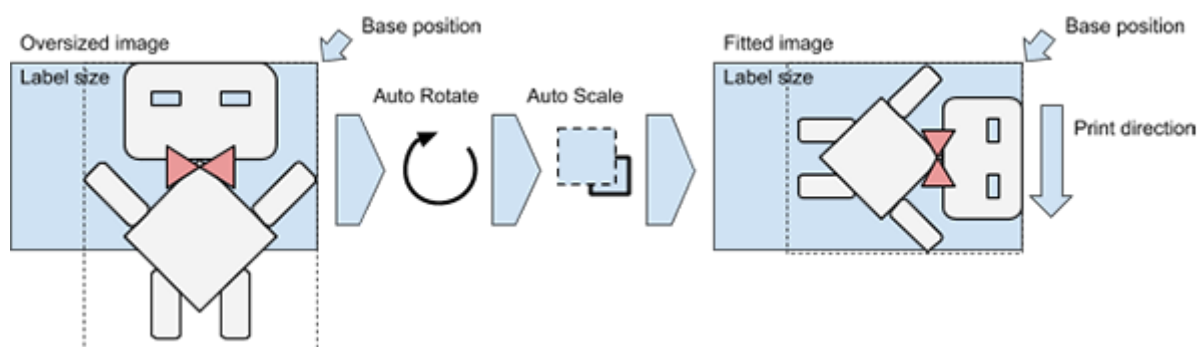 Base position
Oversized image
Label size
Auto Rotate
Auto Scale
Base position
Fitted image
Label size
Print direction